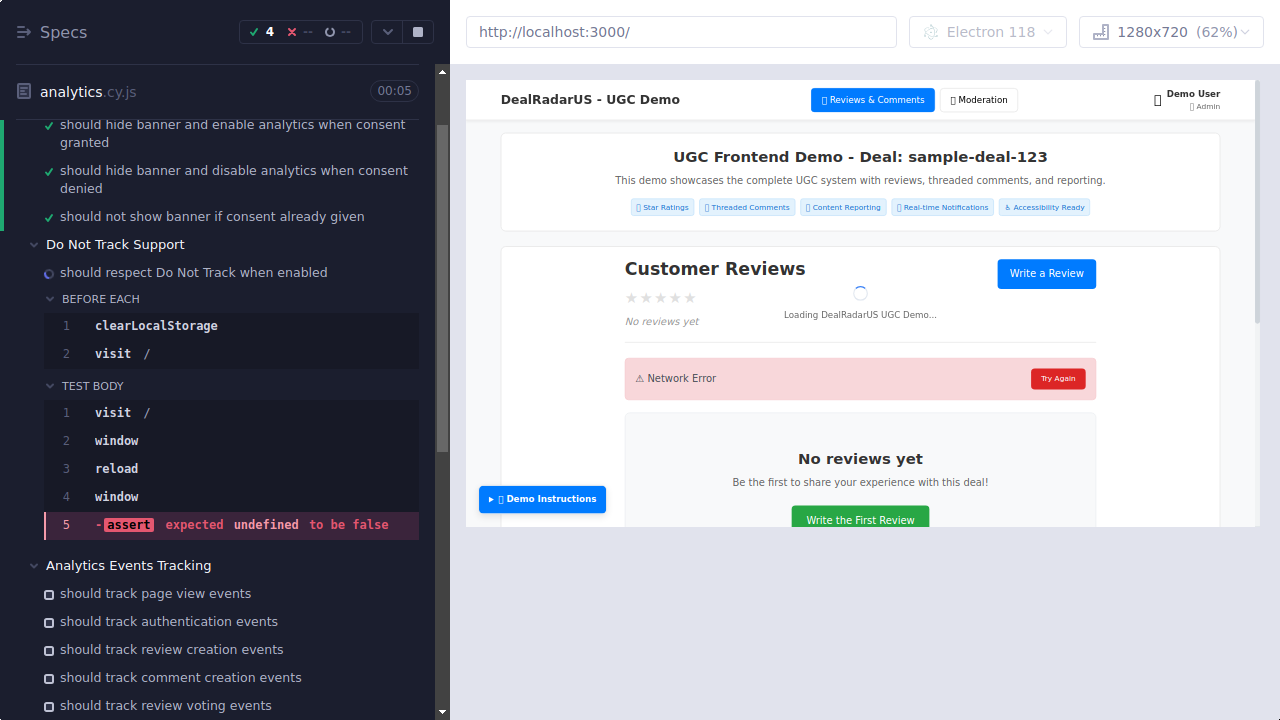 Specs
4
--
--
analytics.cy.js
00:05
should hide banner and enable analytics when consent
granted
should hide banner and disable analytics when consent
denied
should not show banner if consent already given
Do Not Track Support
should respect Do Not Track when enabled
BEFORE EACH
1 clearLocalStorage
2 visit /
TEST BODY
1 visit /
2 window
3 reload
4 window
5 -assert expected undefined to be false
Analytics Events Tracking
should track page view events
should track authentication events
should track review creation events
should track comment creation events
should track review voting events
http://localhost:3000/
Electron 118
1280x720 (62%)
DealRadarUS - UGC Demo
Reviews & Comments
Moderation
Demo User
Admin
UGC Frontend Demo - Deal: sample-deal-123
This demo showcases the complete UGC system with reviews, threaded comments, and reporting.
Star Ratings
Threaded Comments
Content Reporting
Real-time Notifications
♿ Accessibility Ready
Customer Reviews
Write a Review
★★★★★
No reviews yet
Loading DealRadarUS UGC Demo...
⚠ Network Error
Try Again
No reviews yet
Be the first to share your experience with this deal!
Write the First Review
▸ Demo Instructions